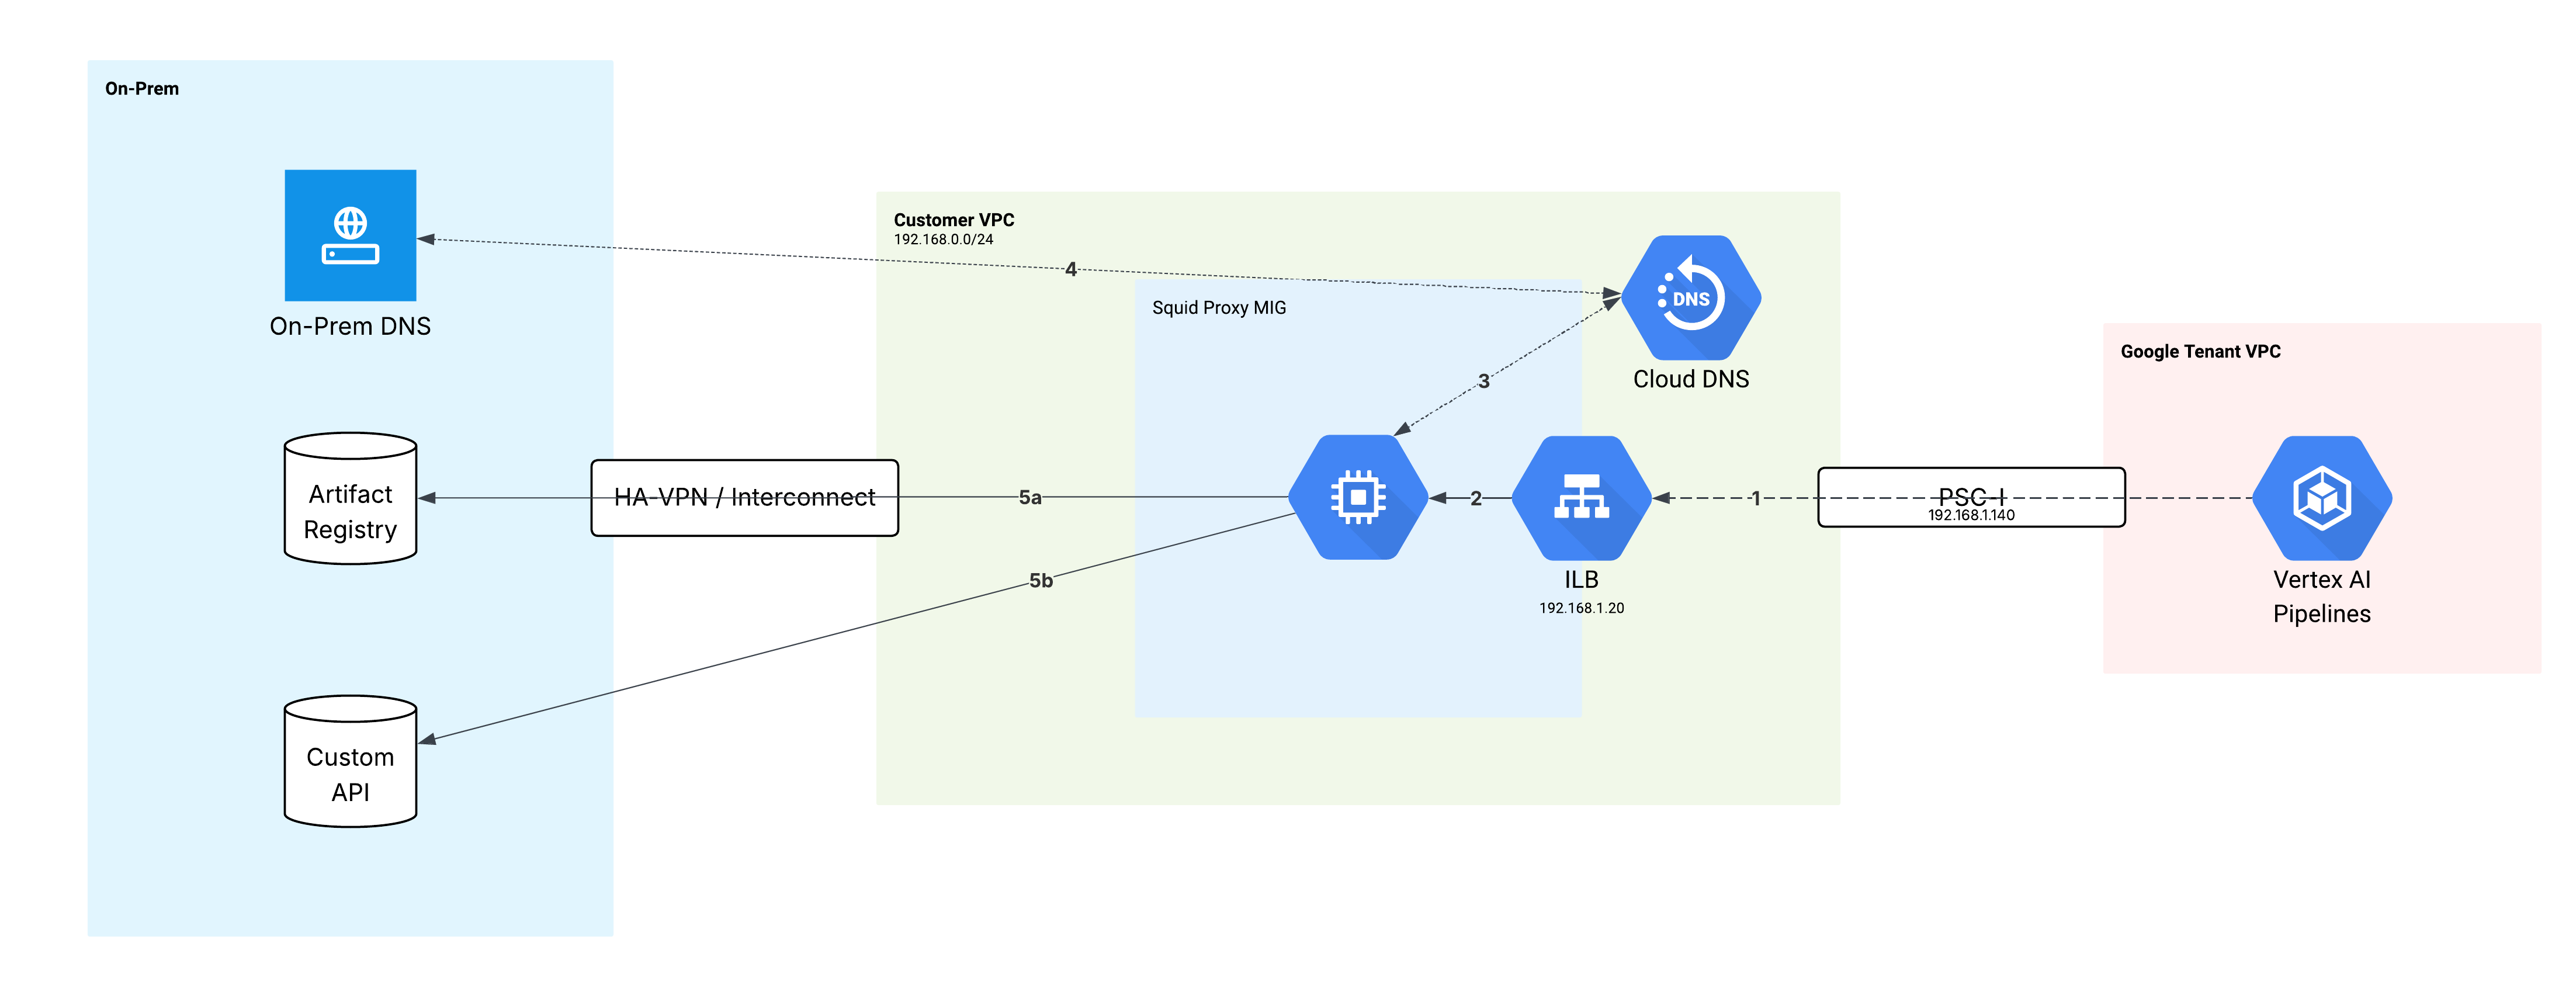 On-Prem
On-Prem DNS
Artifact
Registry
Custom
API
HA-VPN / Interconnect
Customer VPC
192.168.0.0/24
4
Squid Proxy MIG
DNS
Cloud DNS
3
5a
2
1
5b
ILB
192.168.1.20
PSC-I
192.168.1.140
Google Tenant VPC
Vertex AI
Pipelines